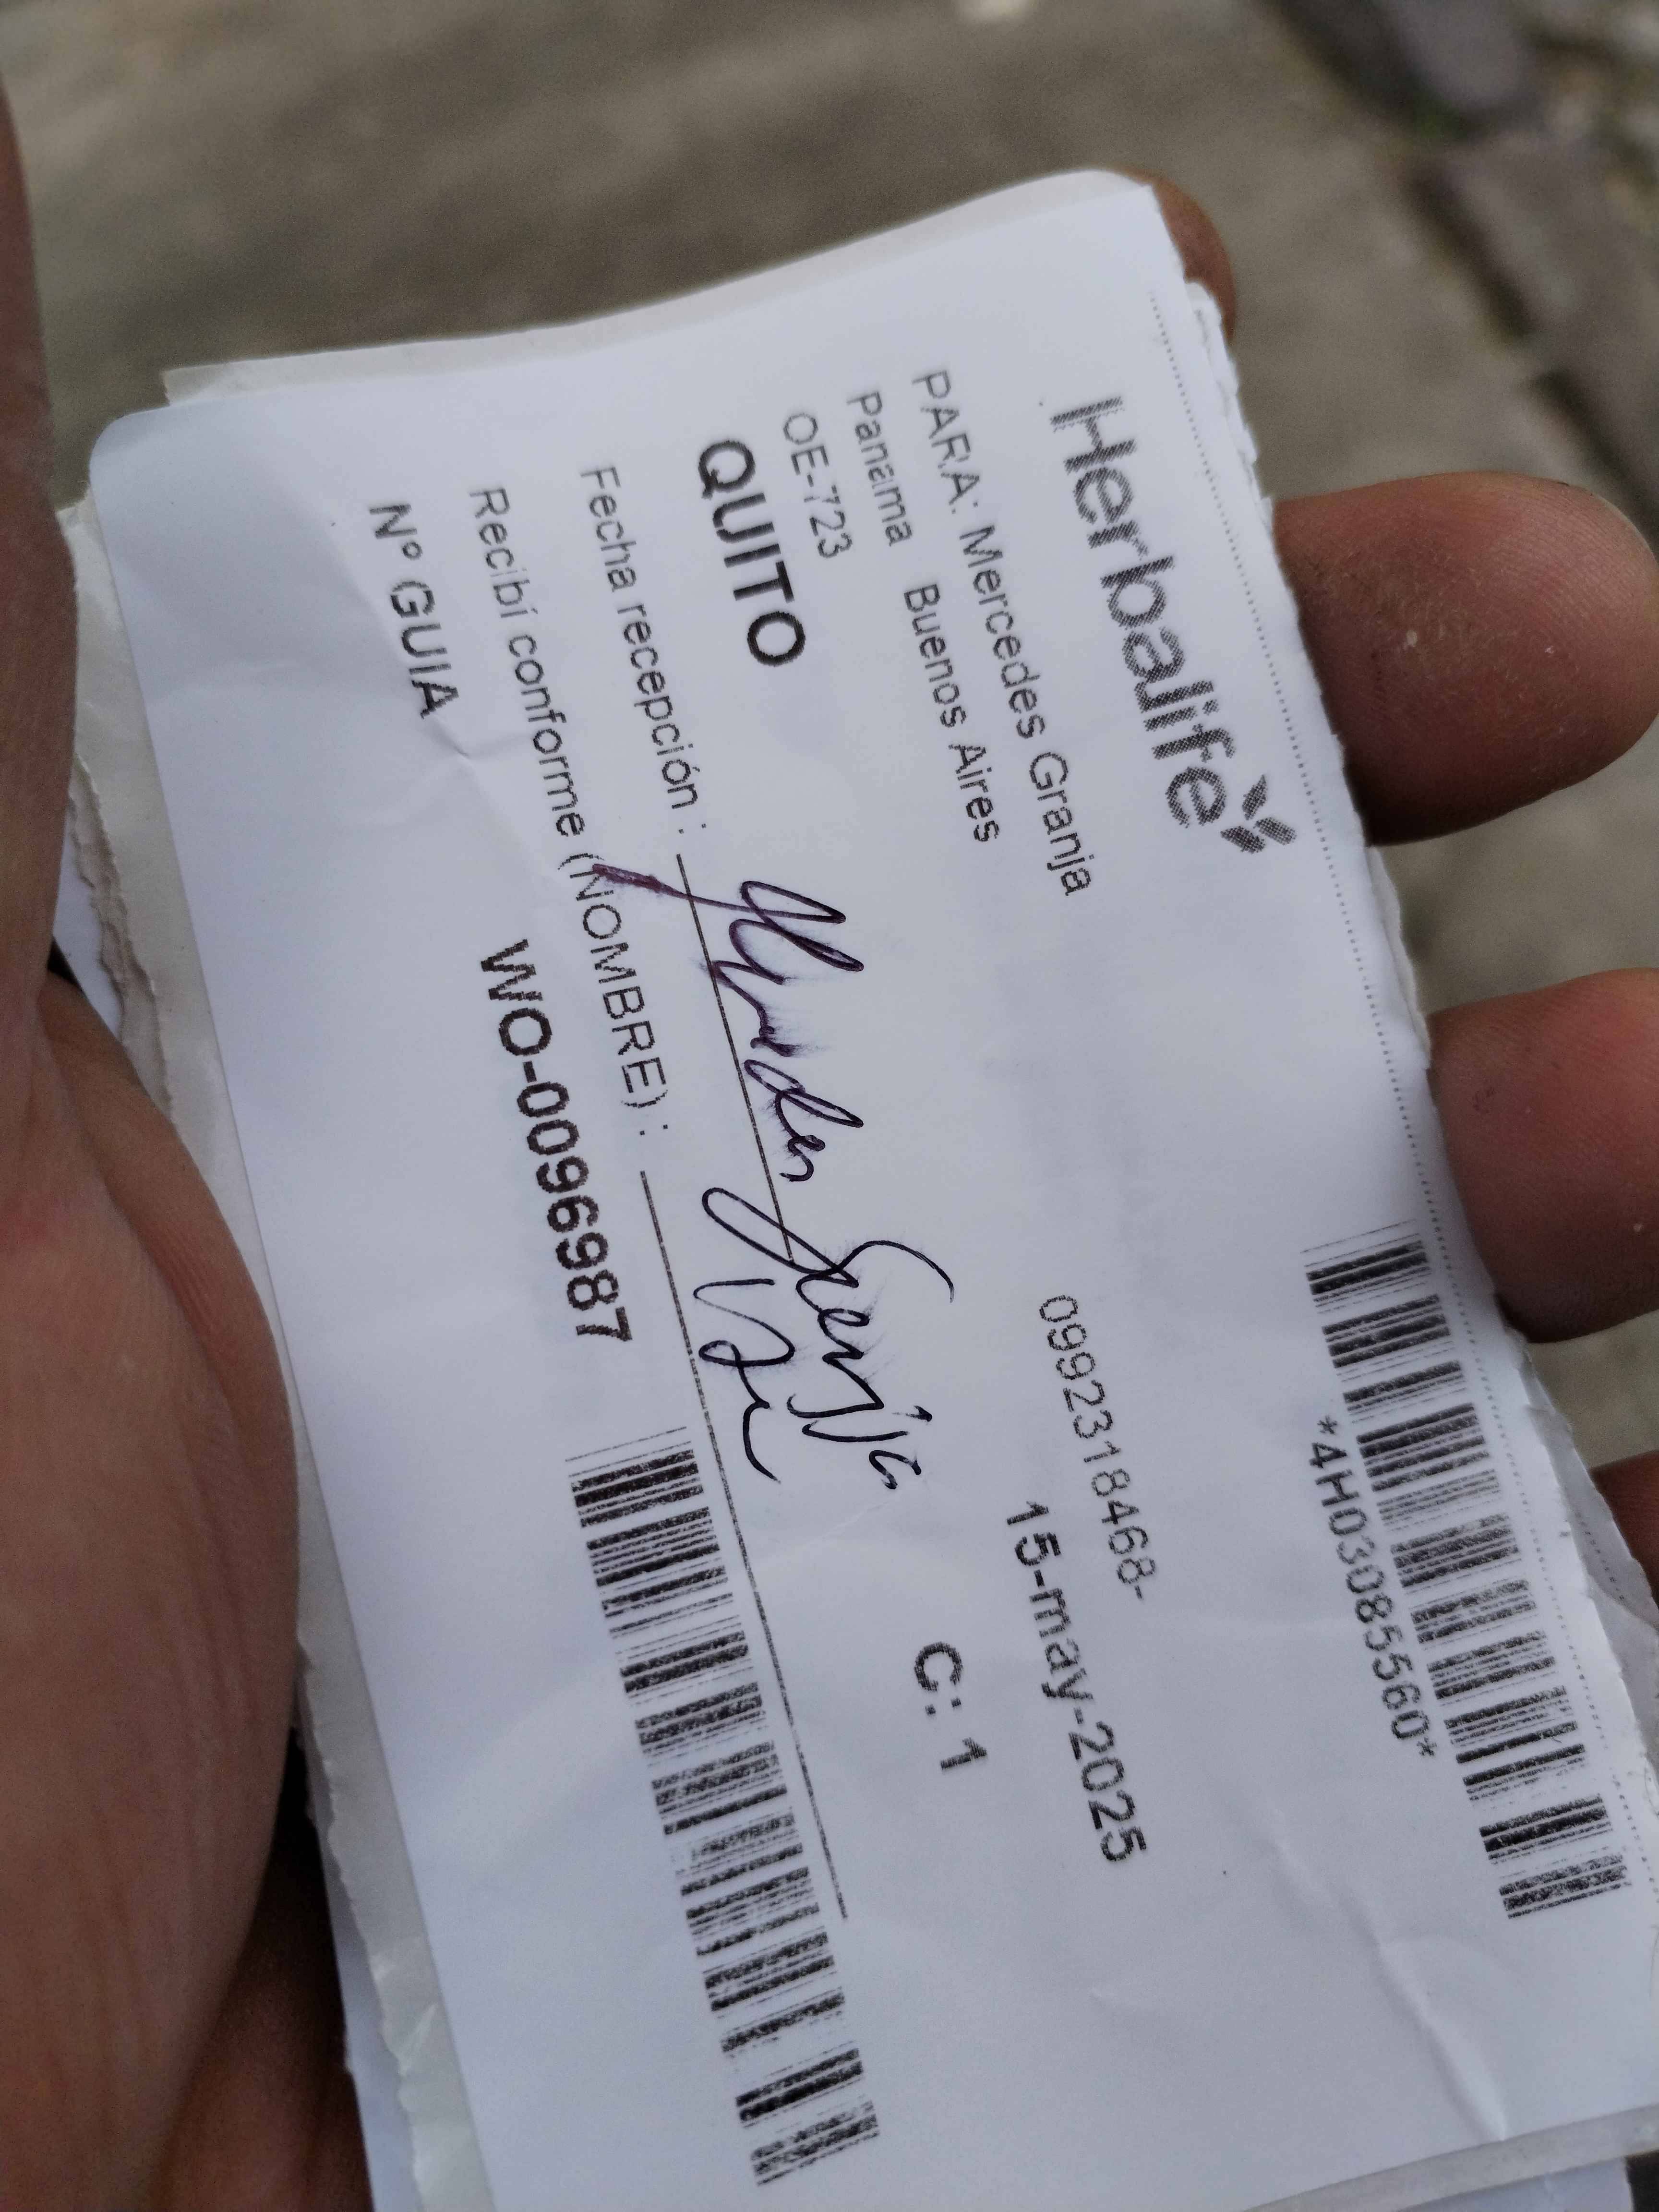 Herbalife
*4H03085560*
PARA: Mercedes Granja
0992318468-
Panama Buenos Aires
15-may-2025
OE-723
QUITO
C: 1
Fecha recepción :
Granja
Recibí conforme (NOMBRE) :
Nº GUIA WO-0096987